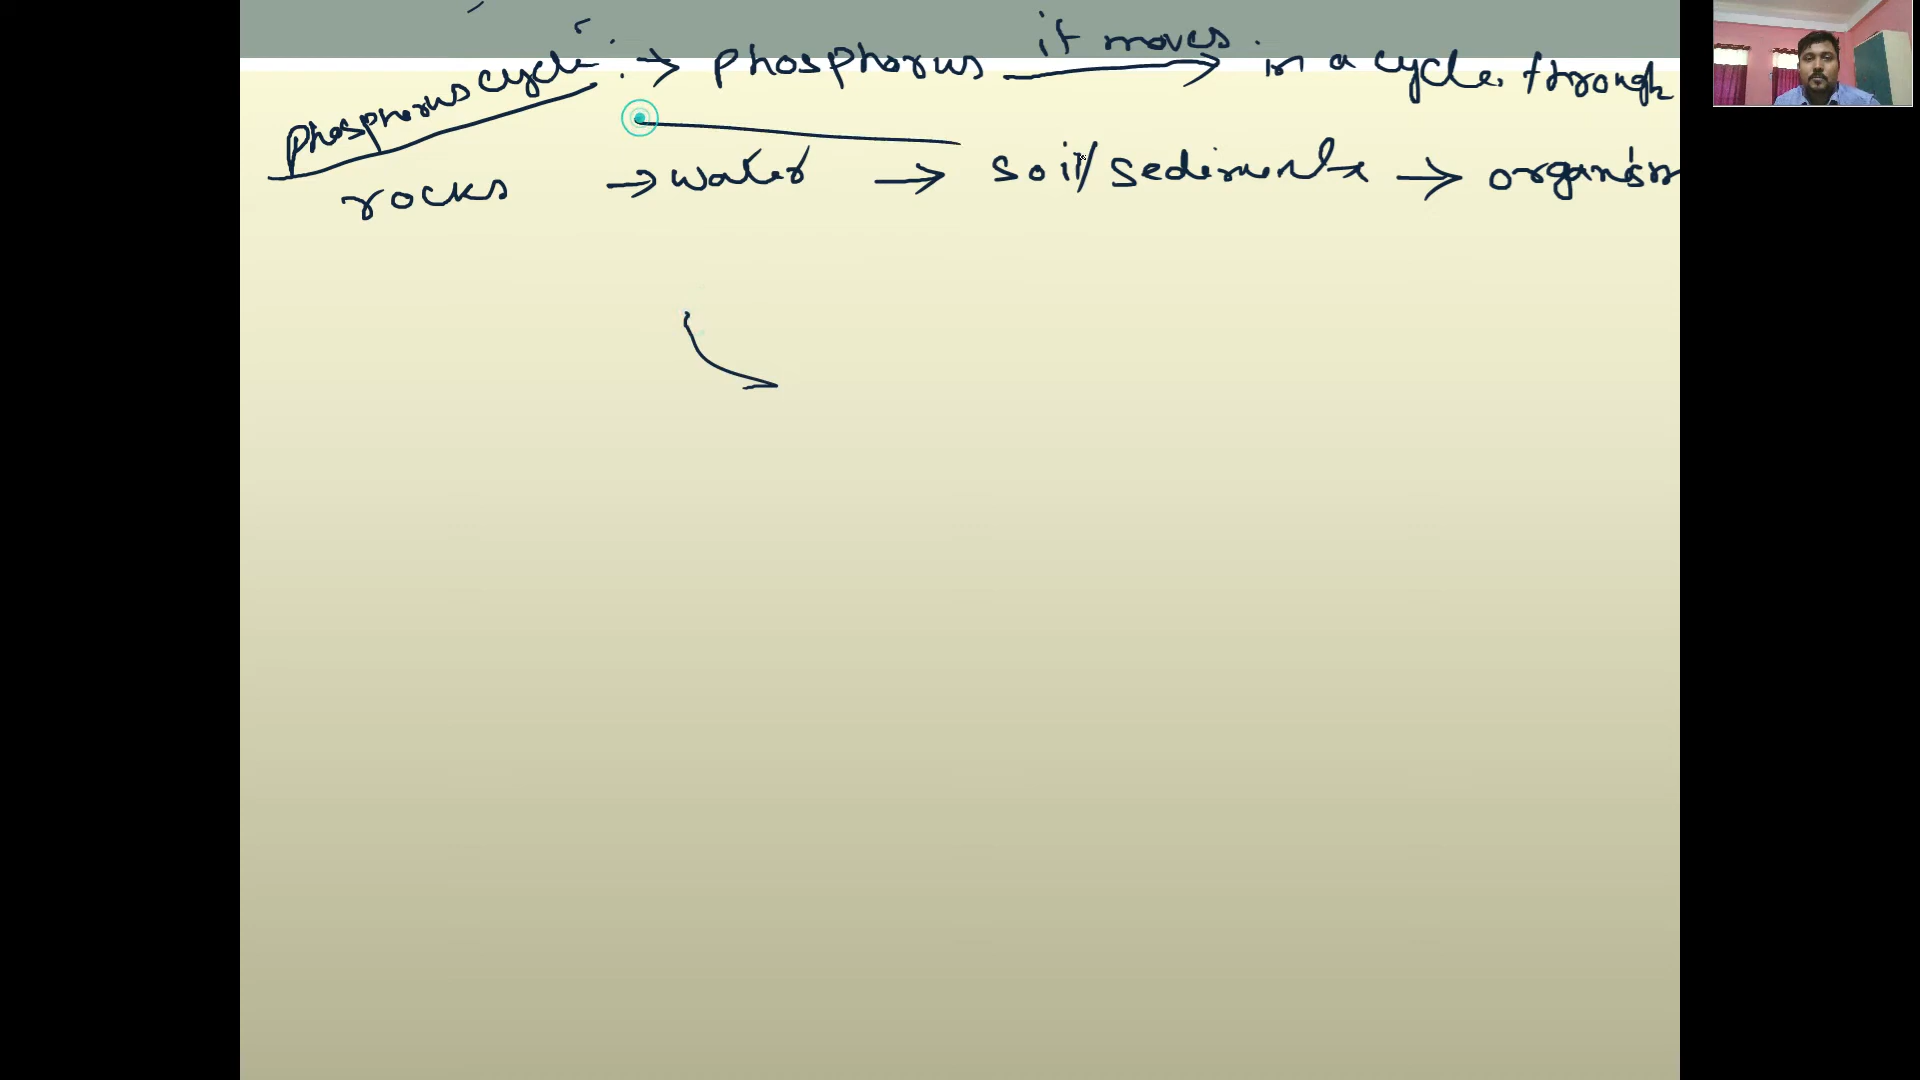 Phosphorus cycle :→ phosphorus it moves → in a cycle. through
rocks → water → soil/sediments → organism